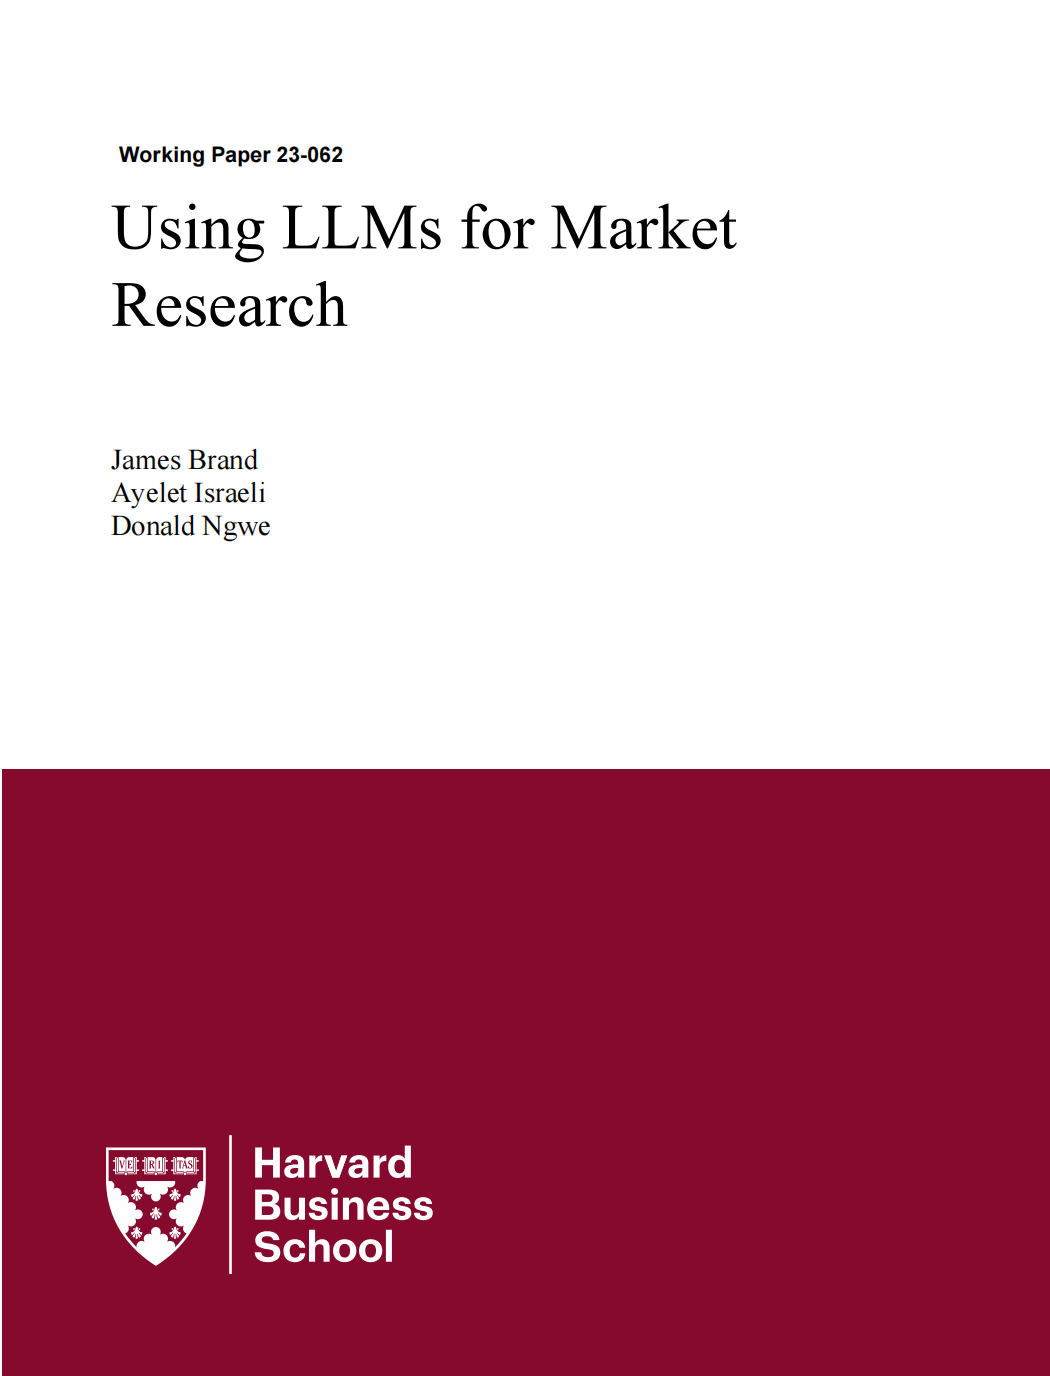 Working Paper 23-062
Using LLMs for Market
Research
James Brand
Ayelet Israeli
Donald Ngwe
VE RI TAS
Harvard
Business
School